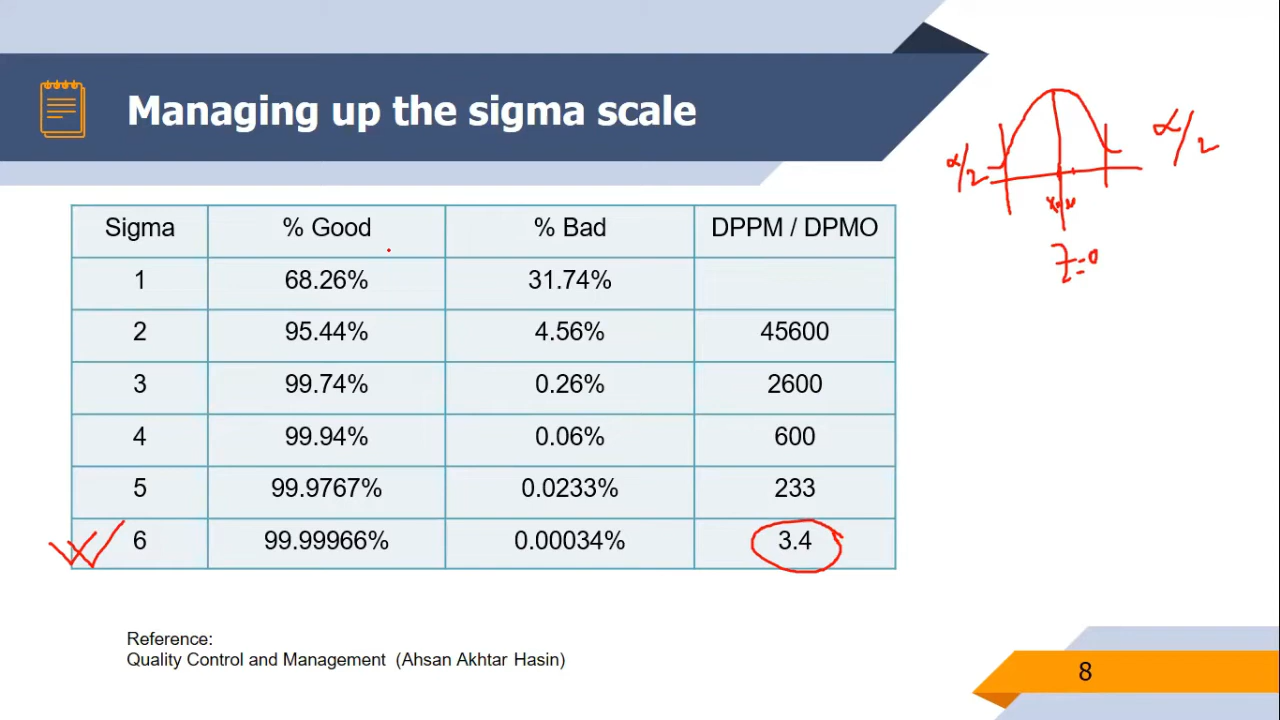 Managing up the sigma scale
α/2
α/2
Z=0
Sigma % Good % Bad DPPM / DPMO
1 68.26% 31.74%
2 95.44% 4.56% 45600
3 99.74% 0.26% 2600
4 99.94% 0.06% 600
5 99.9767% 0.0233% 233
6 99.99966% 0.00034% 3.4
Reference:
Quality Control and Management (Ahsan Akhtar Hasin)
8